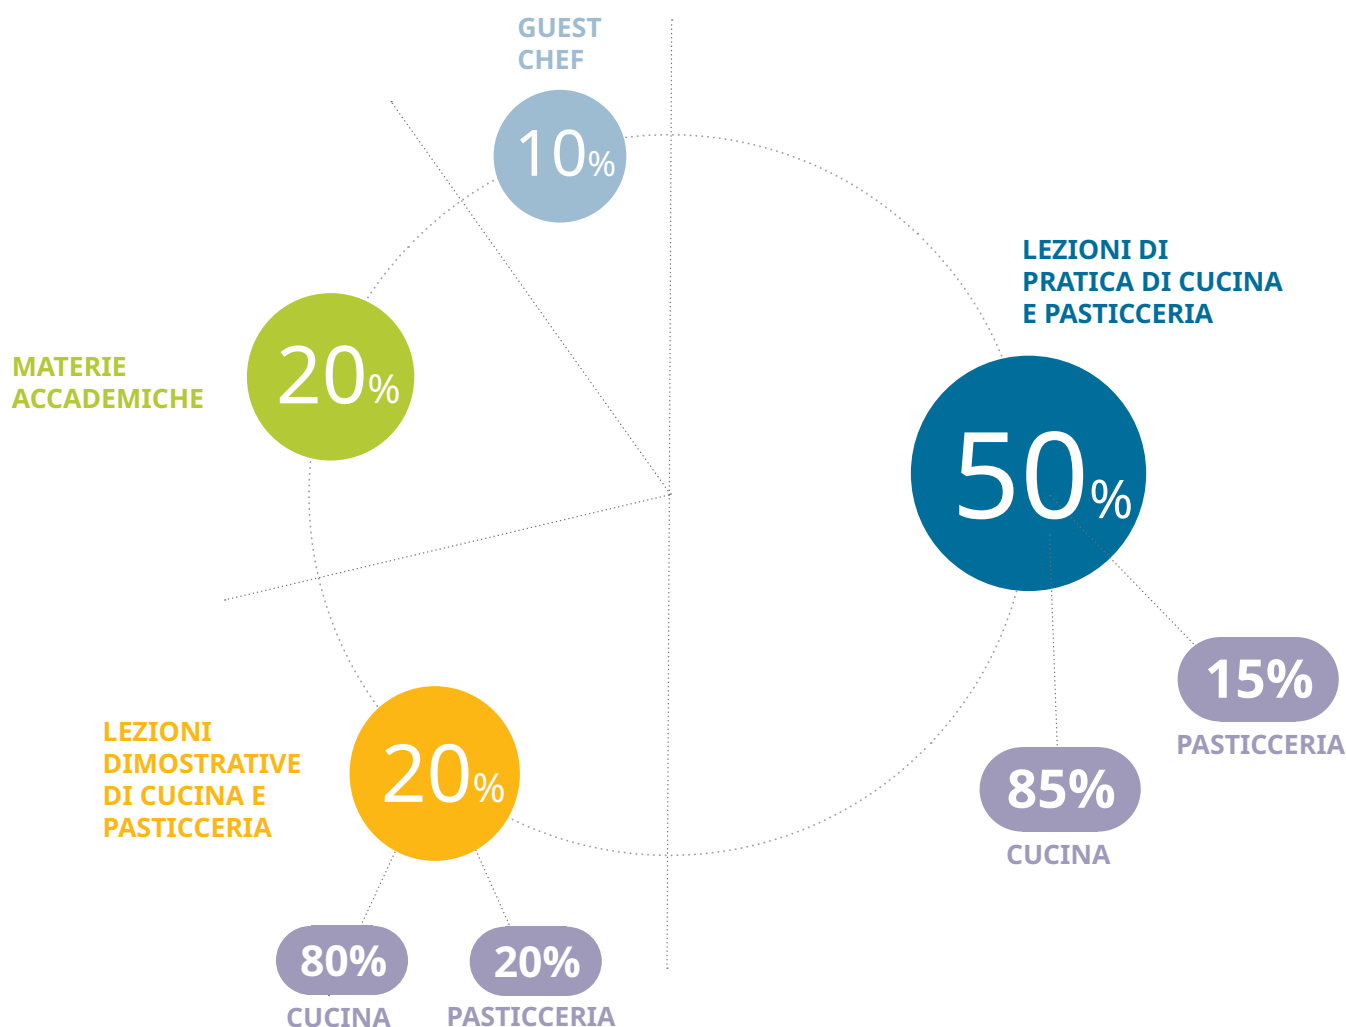 GUEST
CHEF
10%
LEZIONI DI
PRATICA DI CUCINA
E PASTICCERIA
50%
15%
PASTICCERIA
85%
CUCINA
MATERIE
ACCADEMICHE
20%
LEZIONI
DIMOSTRATIVE
DI CUCINA E
PASTICCERIA
20%
80%
CUCINA
20%
PASTICCERIA